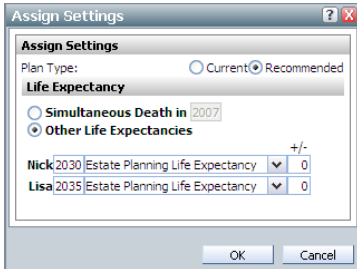 Assign Settings
Assign Settings
Plan Type: Current Recommended
Life Expectancy
Simultaneous Death in 2007
Other Life Expectancies
+/-
Nick 2030 Estate Planning Life Expectancy 0
Lisa 2035 Estate Planning Life Expectancy 0
OK Cancel